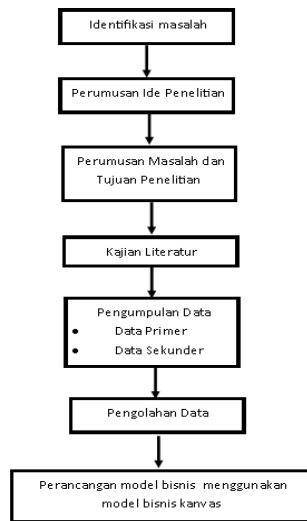 Identifikasi masalah
Perumusan Ide Penelitian
Perumusan Masalah dan
Tujuan Penelitian
Kajian Literatur
Pengumpulan Data
• Data Primer
• Data Sekunder
Pengolahan Data
Perancangan model bisnis menggunakan
model bisnis kanvas